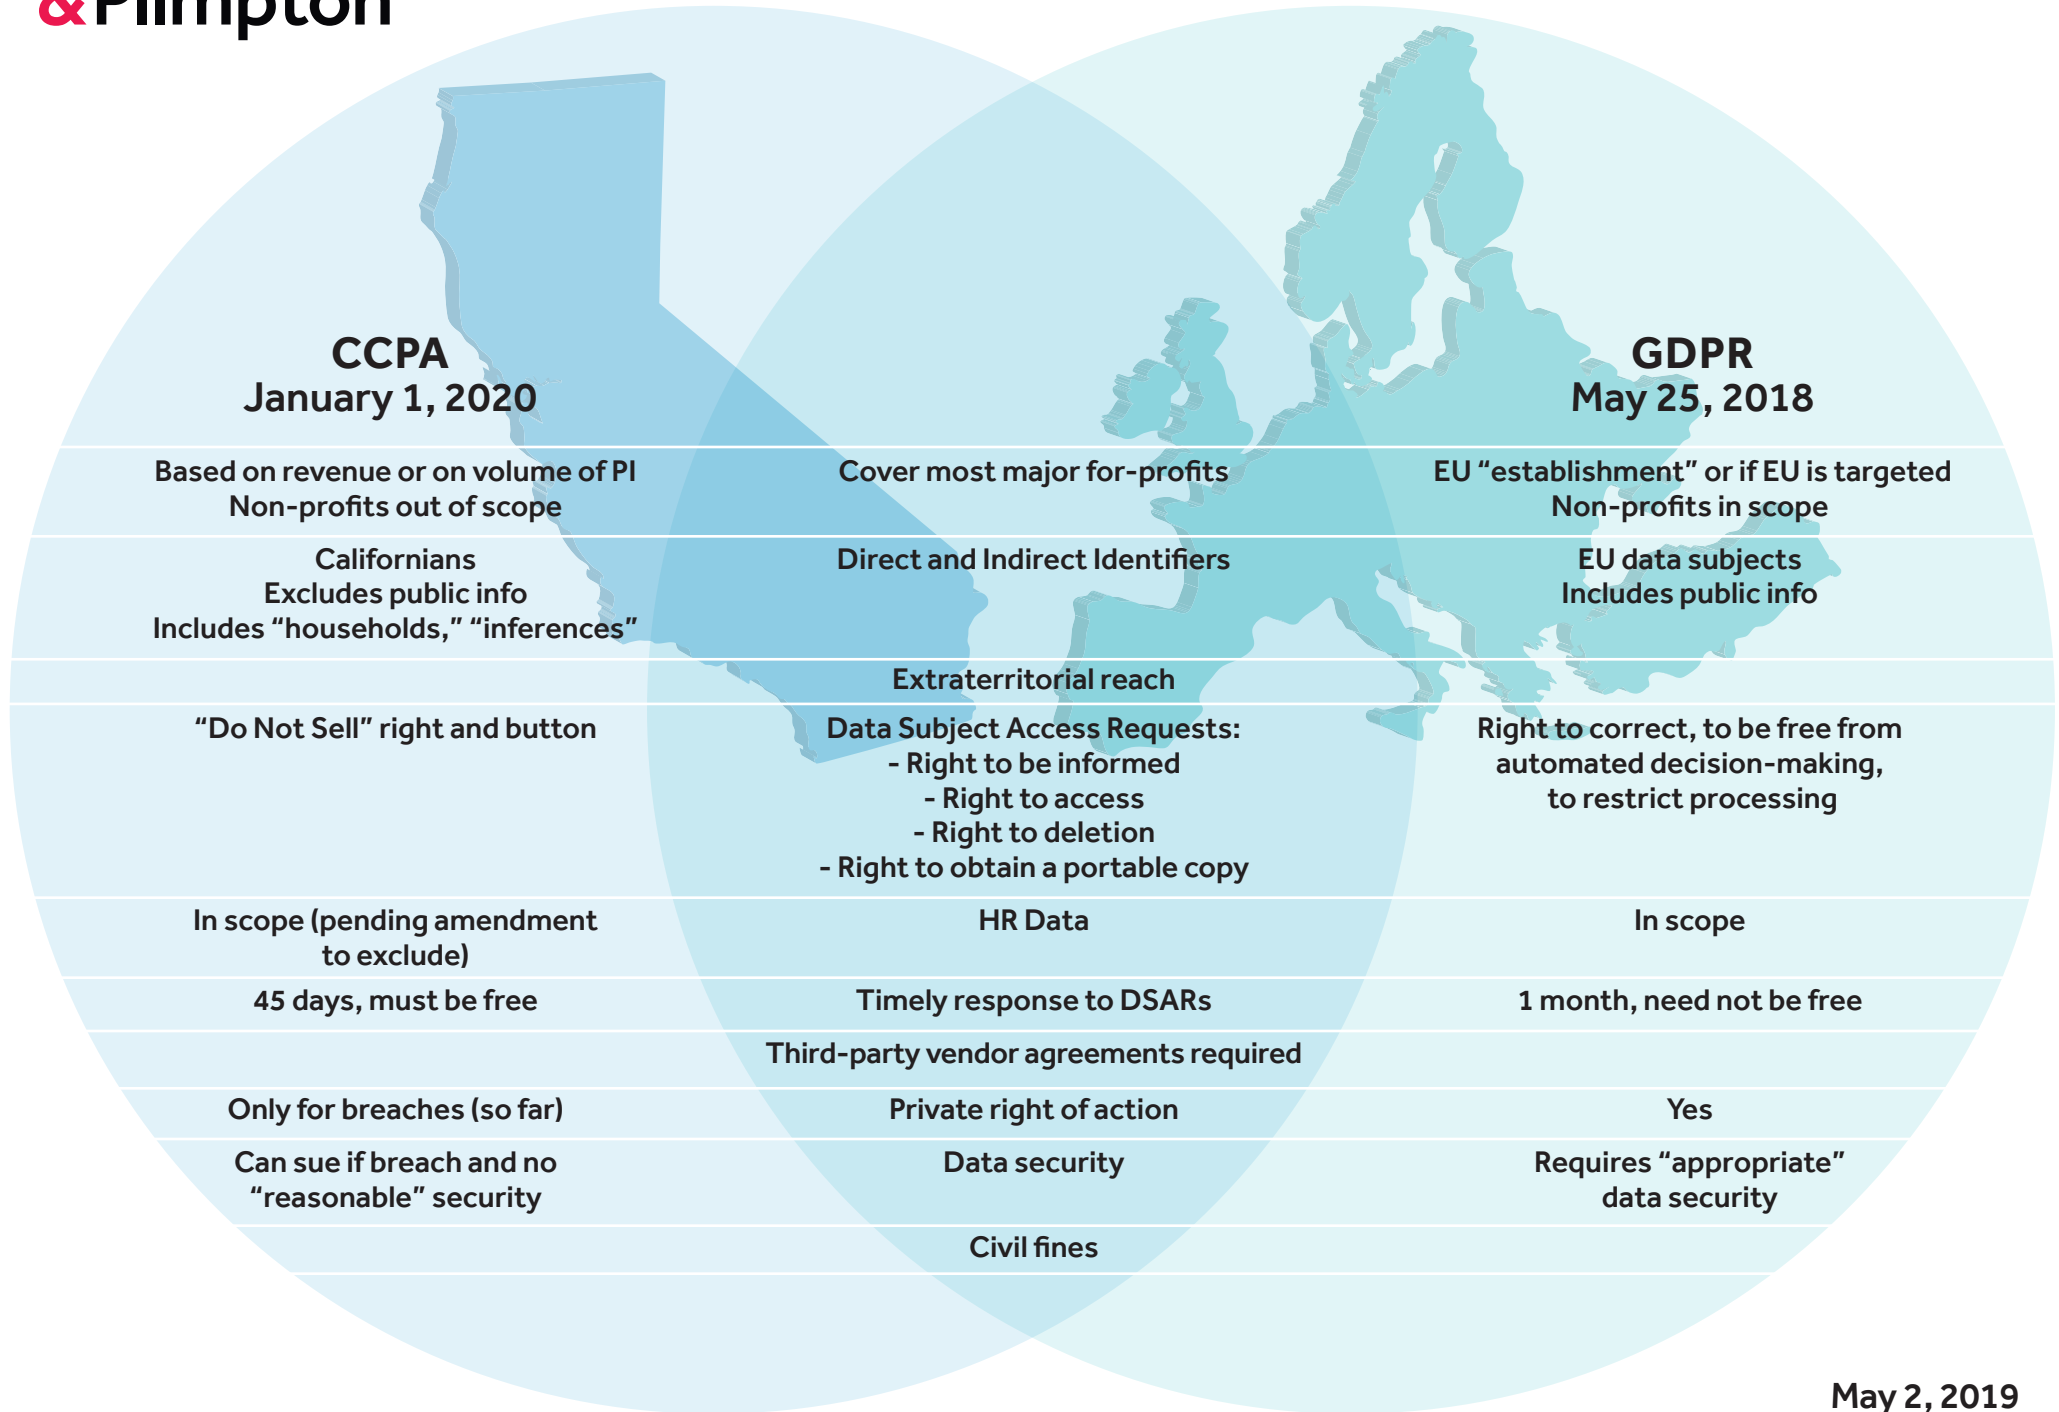 &Plimpton
CCPA
January 1, 2020
GDPR
May 25, 2018
Based on revenue or on volume of PI
Non-profits out of scope
Cover most major for-profits
EU “establishment” or if EU is targeted
Non-profits in scope
Californians
Excludes public info
Includes “households,” “inferences”
Direct and Indirect Identifiers
EU data subjects
Includes public info
Extraterritorial reach
“Do Not Sell” right and button
Data Subject Access Requests:
- Right to be informed
- Right to access
- Right to deletion
- Right to obtain a portable copy
Right to correct, to be free from
automated decision-making,
to restrict processing
In scope (pending amendment
to exclude)
HR Data
In scope
45 days, must be free
Timely response to DSARs
1 month, need not be free
Third-party vendor agreements required
Only for breaches (so far)
Private right of action
Yes
Can sue if breach and no
“reasonable” security
Data security
Requires “appropriate”
data security
Civil fines
May 2, 2019